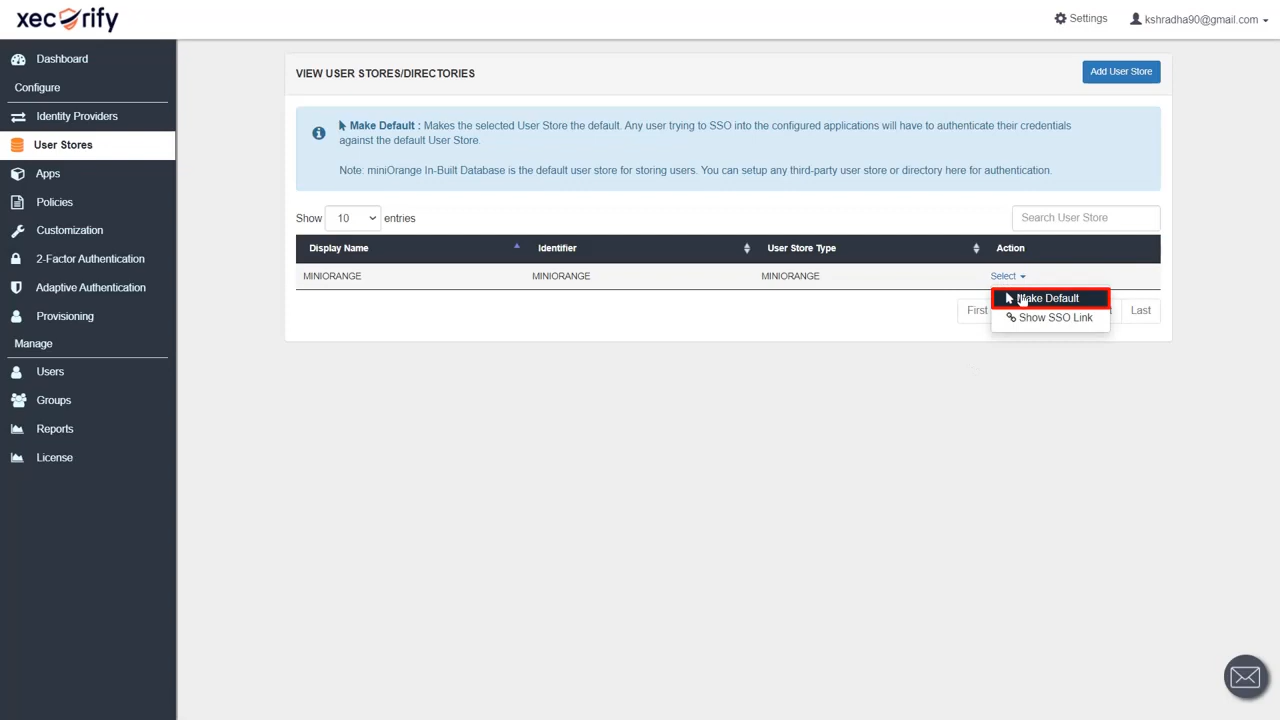 xecurify
Settings
kshradha90@gmail.com
Dashboard
Configure
Identity Providers
User Stores
Apps
Policies
Customization
2-Factor Authentication
Adaptive Authentication
Provisioning
Manage
Users
Groups
Reports
License
VIEW USER STORES/DIRECTORIES
Add User Store
Make Default : Makes the selected User Store the default. Any user trying to SSO into the configured applications will have to authenticate their credentials
against the default User Store.
Note: miniOrange In-Built Database is the default user store for storing users. You can setup any third-party user store or directory here for authentication.
Show 10 entries
Search User Store
Display Name Identifier User Store Type Action
MINIORANGE MINIORANGE MINIORANGE Select
Make Default
First Last
Show SSO Link